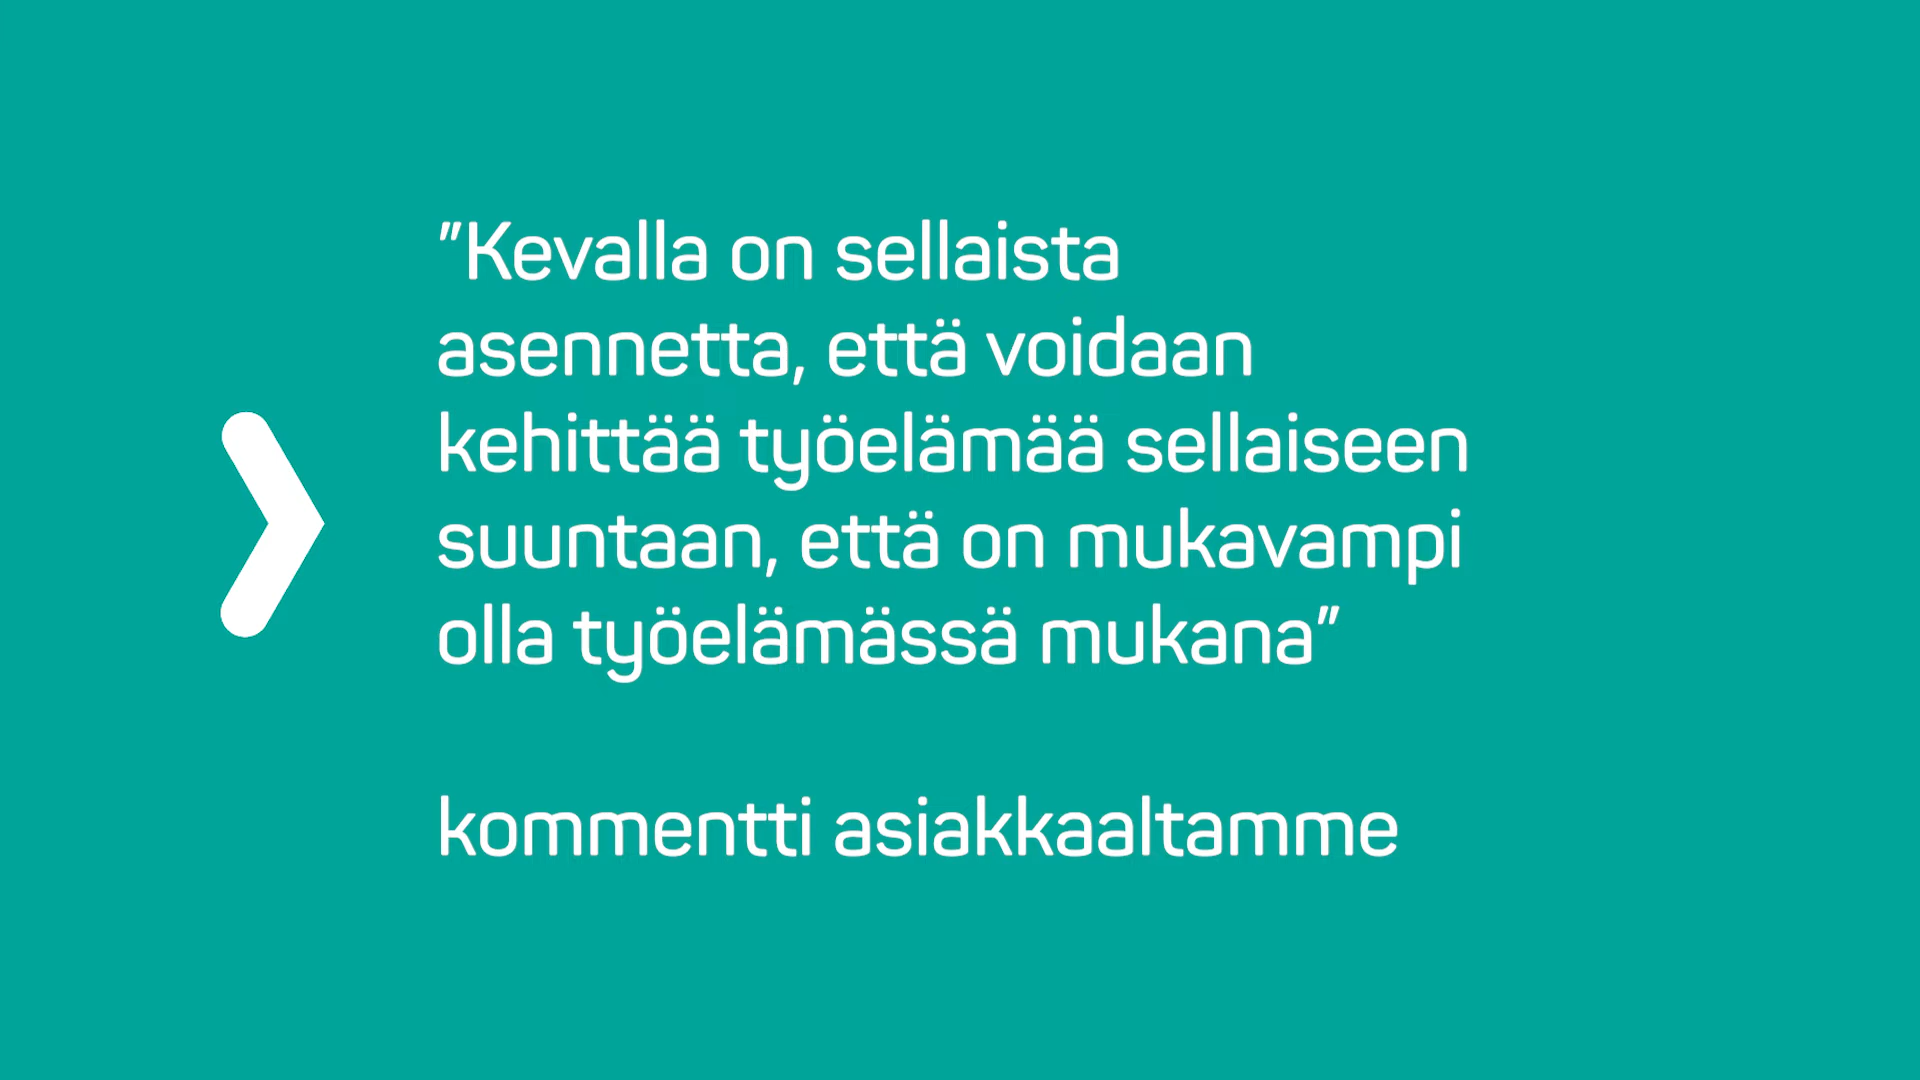 ”Kevalla on sellaista
asennetta, että voidaan
kehittää työelämää sellaiseen
suuntaan, että on mukavampi
olla työelämässä mukana”
kommentti asiakkaaltamme